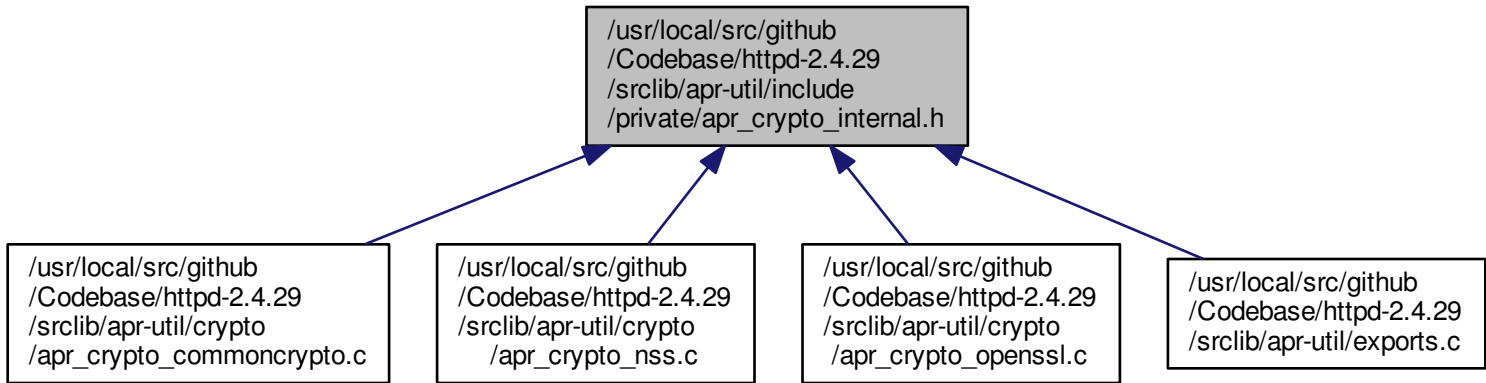 /usr/local/src/github
/Codebase/httpd-2.4.29
/srclib/apr-util/include
/private/apr_crypto_internal.h
/usr/local/src/github
/Codebase/httpd-2.4.29
/srclib/apr-util/crypto
/apr_crypto_commoncrypto.c
/usr/local/src/github
/Codebase/httpd-2.4.29
/srclib/apr-util/crypto
/apr_crypto_nss.c
/usr/local/src/github
/Codebase/httpd-2.4.29
/srclib/apr-util/crypto
/apr_crypto_openssl.c
/usr/local/src/github
/Codebase/httpd-2.4.29
/srclib/apr-util/exports.c